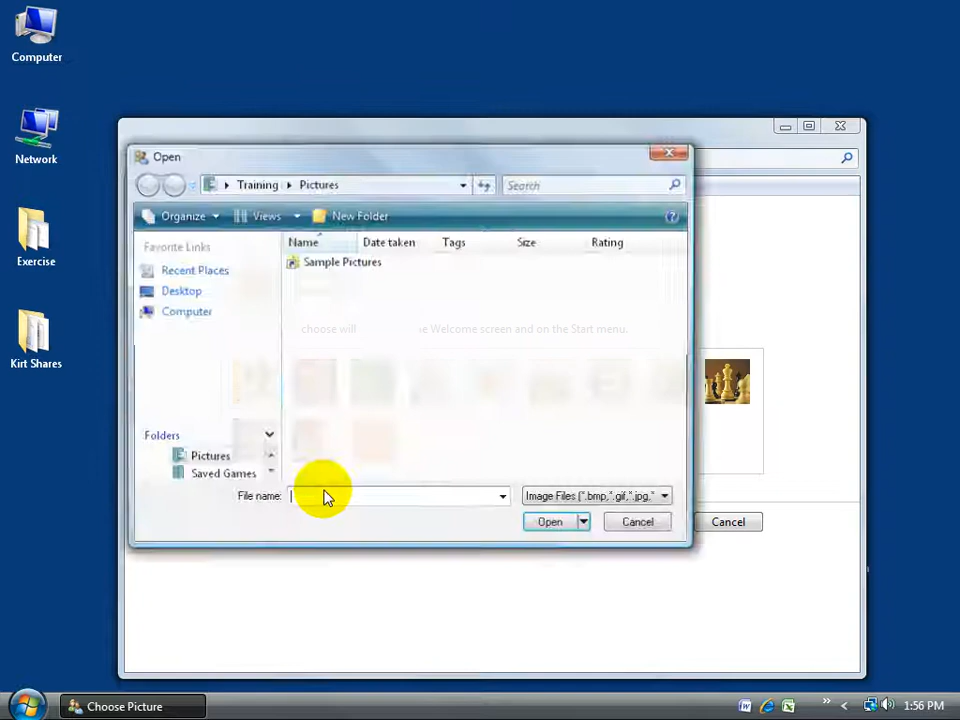 Computer
Network
Exercise
Kirt Shares
Open
Training
Pictures
Search
Organize
Views
New Folder
Favorite Links
Recent Places
Desktop
Computer
Folders
Pictures
Saved Games
Name
Date taken
Tags
Size
Rating
Sample Pictures
choose will
e Welcome screen and on the Start menu.
File name:
Image Files (*.bmp,*.gif,*.jpg,*
Open
Cancel
Cancel
Choose Picture
1:56 PM